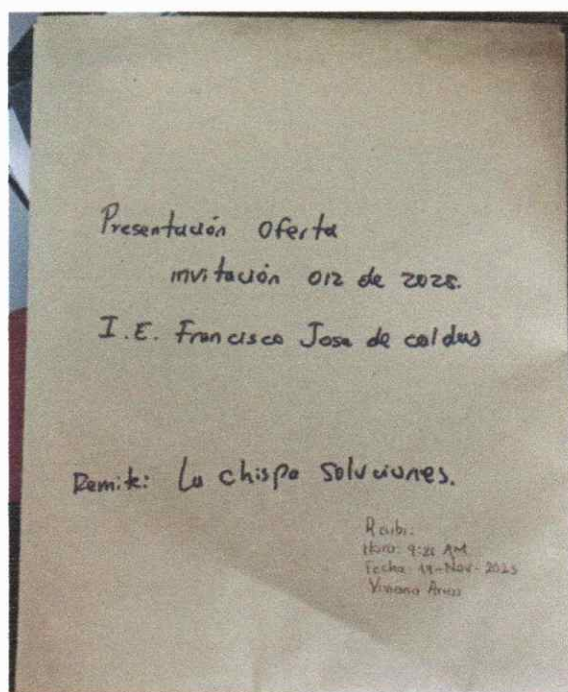 Presentación Oferta
invitación 012 de 2025.
I.E. Francisco Jose de caldas
Remite: La chispa soluciones.
Recibi:
Hora: 9:21 AM
Fecha: 19-Nov-2025
Viviana Arias